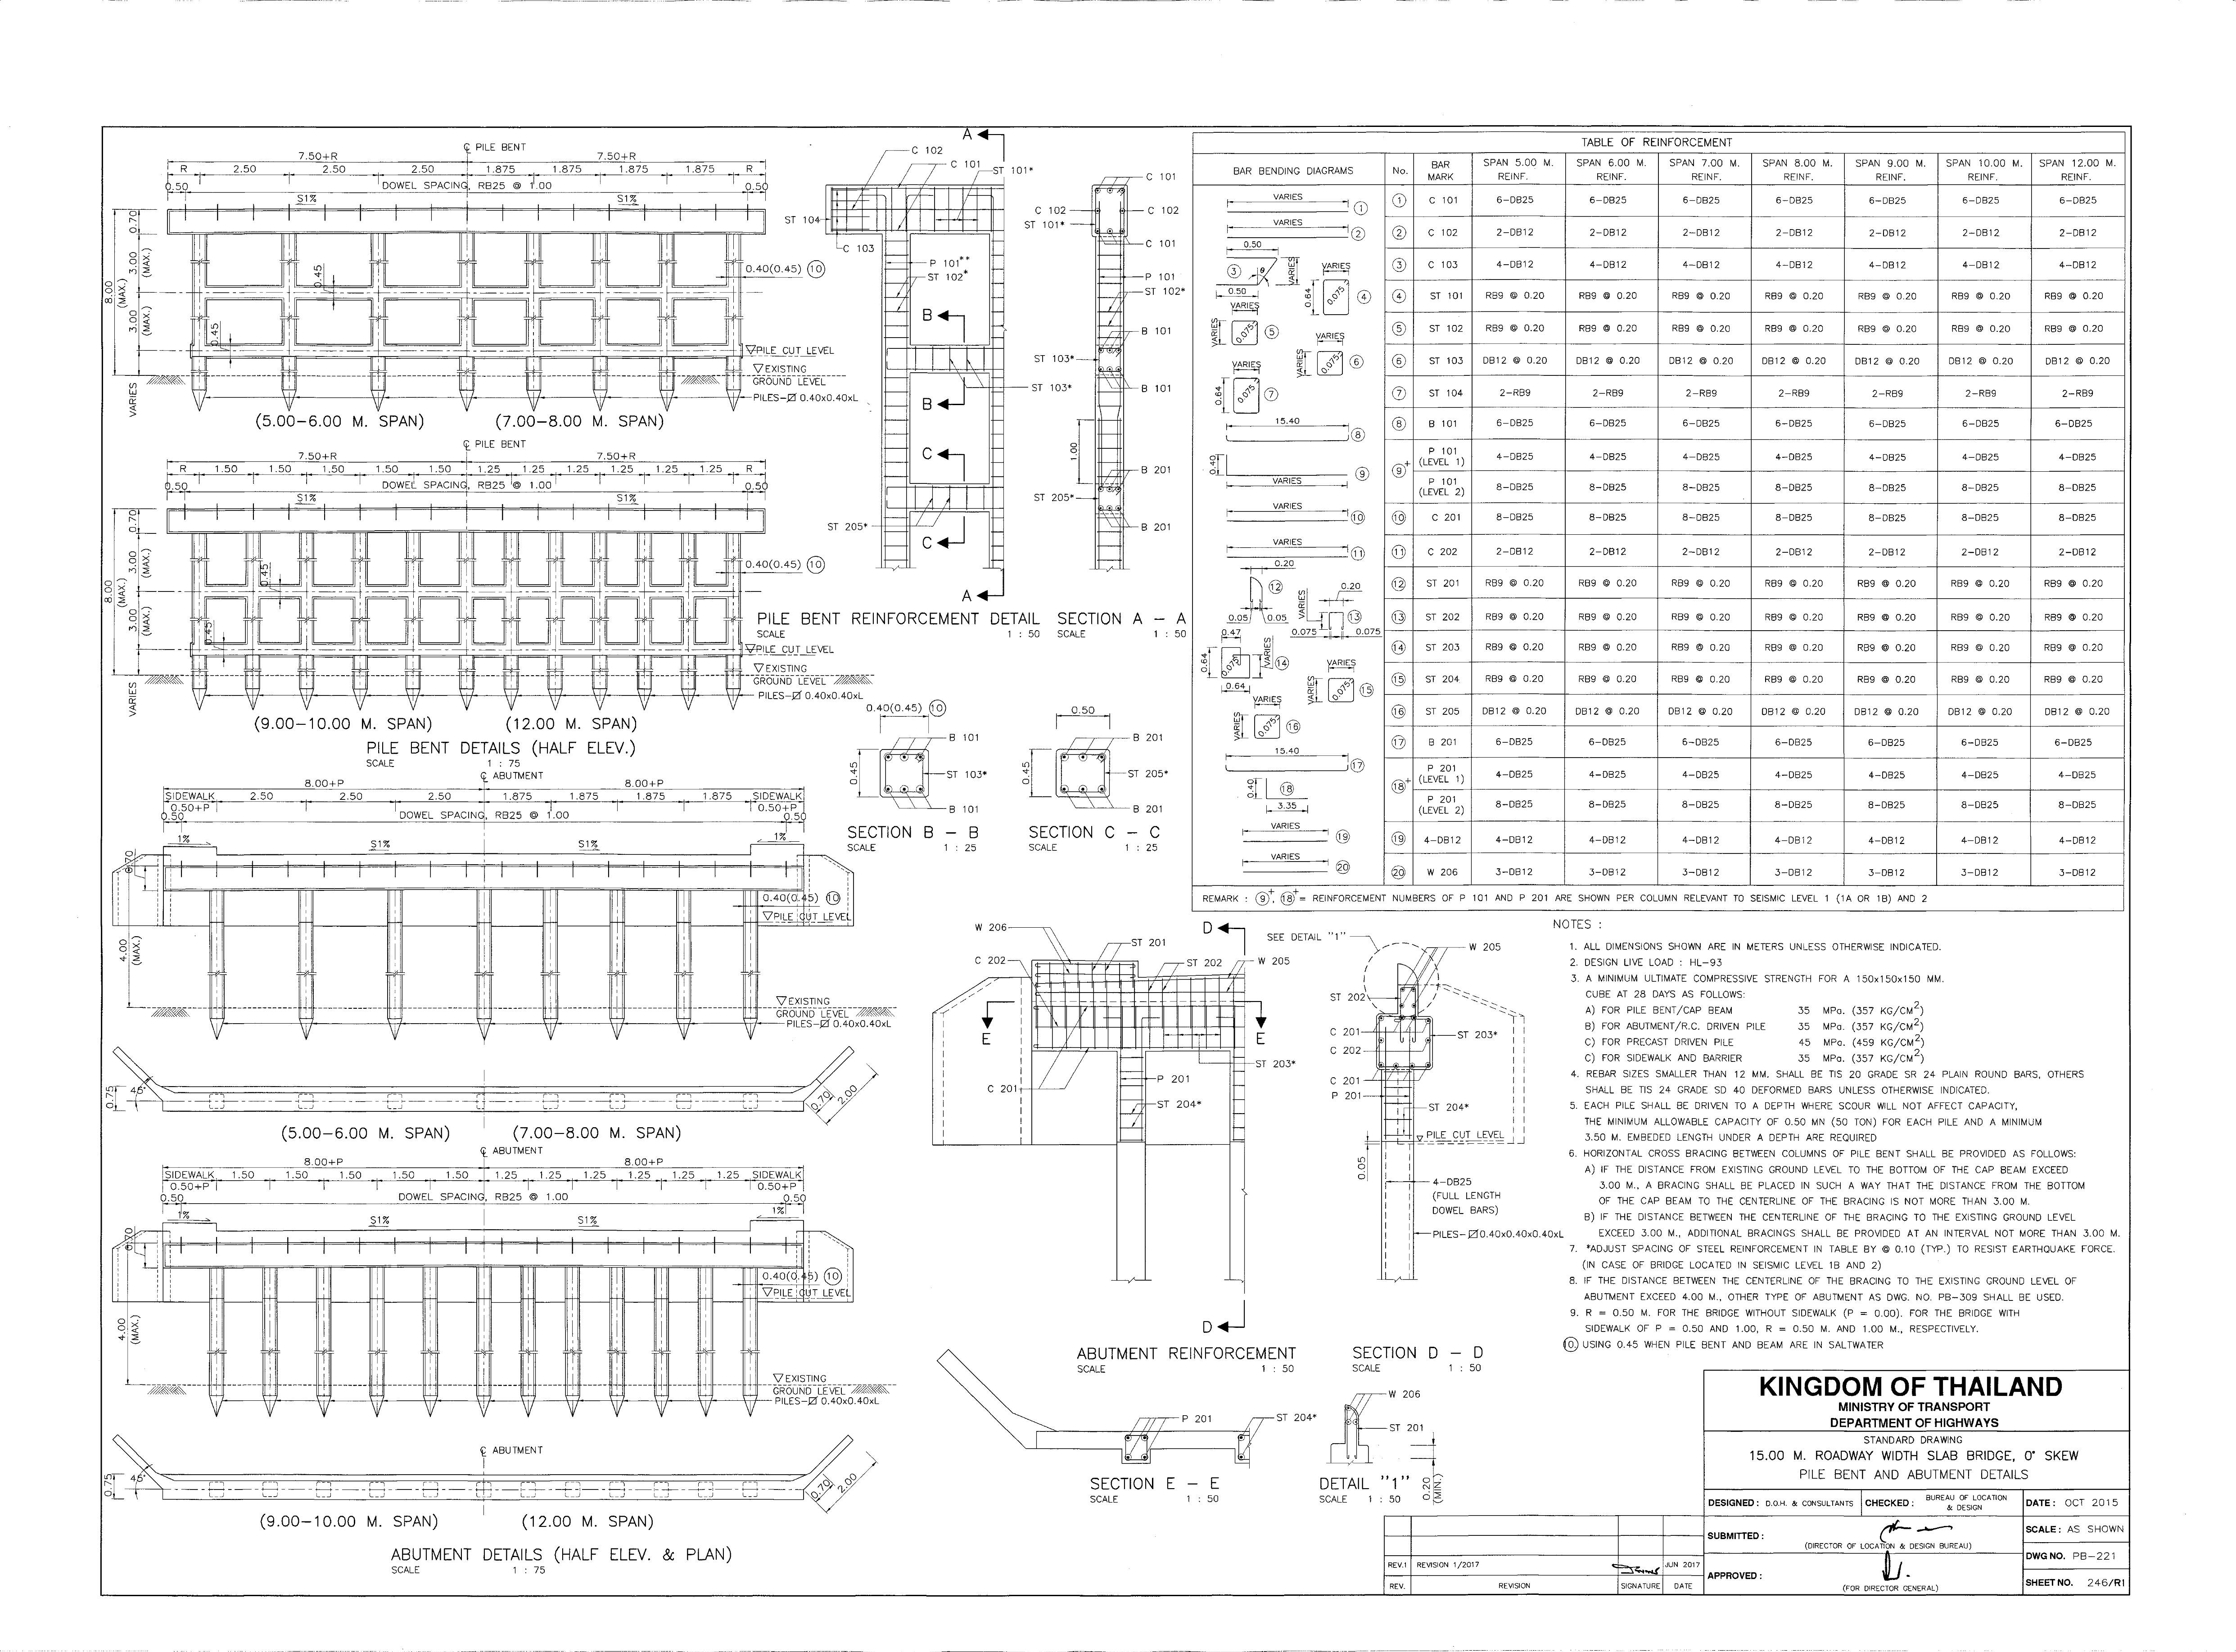 ℄ PILE BENT
7.50+R 7.50+R
R 2.50 2.50 2.50 1.875 1.875 1.875 1.875 R
0.50 DOWEL SPACING, RB25 @ 1.00 0.50
S1% S1%
0.70
3.00 (MAX.)
3.00 (MAX.)
8.00 (MAX.)
VARIES
0.45
0.45
0.40(0.45) 10
PILE CUT LEVEL
EXISTING
GROUND LEVEL
PILES-0.40x0.40xL
(5.00-6.00 M. SPAN) (7.00-8.00 M. SPAN)
℄ PILE BENT
7.50+R 7.50+R
R 1.50 1.50 1.50 1.50 1.50 1.25 1.25 1.25 1.25 1.25 1.25 R
0.50 DOWEL SPACING, RB25 @ 1.00 0.50
S1% S1%
0.70
3.00 (MAX.)
3.00 (MAX.)
8.00 (MAX.)
VARIES
0.45
0.45
0.40(0.45) 10
PILE CUT LEVEL
EXISTING
GROUND LEVEL
PILES-0.40x0.40xL
(9.00-10.00 M. SPAN) (12.00 M. SPAN)
PILE BENT DETAILS (HALF ELEV.)
SCALE 1 : 75
℄ ABUTMENT
8.00+P 8.00+P
SIDEWALK 2.50 2.50 2.50 1.875 1.875 1.875 1.875 SIDEWALK
0.50+P 0.50+P
0.50 DOWEL SPACING, RB25 @ 1.00 0.50
1% S1% S1% 1%
0.70
4.00 (MAX.)
0.40(0.45) 10
PILE CUT LEVEL
EXISTING
GROUND LEVEL
PILES-0.40x0.40xL
0.75 45° 0.70 2.00
(5.00-6.00 M. SPAN) (7.00-8.00 M. SPAN)
℄ ABUTMENT
8.00+P 8.00+P
SIDEWALK 1.50 1.50 1.50 1.50 1.50 1.25 1.25 1.25 1.25 1.25 1.25 SIDEWALK
0.50+P 0.50+P
0.50 DOWEL SPACING, RB25 @ 1.00 0.50
1% S1% S1% 1%
0.70
4.00 (MAX.)
0.40(0.45) 10
PILE CUT LEVEL
EXISTING
GROUND LEVEL
PILES-0.40x0.40xL
℄ ABUTMENT
0.75 45° 0.70 2.00
(9.00-10.00 M. SPAN) (12.00 M. SPAN)
ABUTMENT DETAILS (HALF ELEV. & PLAN)
SCALE 1 : 75
A
C 102
C 101
ST 101*
ST 104
C 103
P 101**
ST 102*
B
ST 103*
B
C
ST 205*
C
A
PILE BENT REINFORCEMENT DETAIL
SCALE 1 : 50
C 101
C 102 C 102
ST 101*
C 101
P 101
ST 102*
B 101
ST 103*
B 101
1.00
B 201
ST 205*
B 201
SECTION A - A
SCALE 1 : 50
0.40(0.45) 10
0.45
B 101
ST 103*
B 101
SECTION B - B
SCALE 1 : 25
0.50
0.45
B 201
ST 205*
B 201
SECTION C - C
SCALE 1 : 25
TABLE OF REINFORCEMENT
BAR BENDING DIAGRAMS No. BAR MARK SPAN 5.00 M. REINF. SPAN 6.00 M. REINF. SPAN 7.00 M. REINF. SPAN 8.00 M. REINF. SPAN 9.00 M. REINF. SPAN 10.00 M. REINF. SPAN 12.00 M. REINF.
1 C 101 6-DB25 6-DB25 6-DB25 6-DB25 6-DB25 6-DB25 6-DB25
2 C 102 2-DB12 2-DB12 2-DB12 2-DB12 2-DB12 2-DB12 2-DB12
3 C 103 4-DB12 4-DB12 4-DB12 4-DB12 4-DB12 4-DB12 4-DB12
4 ST 101 RB9 @ 0.20 RB9 @ 0.20 RB9 @ 0.20 RB9 @ 0.20 RB9 @ 0.20 RB9 @ 0.20 RB9 @ 0.20
5 ST 102 RB9 @ 0.20 RB9 @ 0.20 RB9 @ 0.20 RB9 @ 0.20 RB9 @ 0.20 RB9 @ 0.20 RB9 @ 0.20
6 ST 103 DB12 @ 0.20 DB12 @ 0.20 DB12 @ 0.20 DB12 @ 0.20 DB12 @ 0.20 DB12 @ 0.20 DB12 @ 0.20
7 ST 104 2-RB9 2-RB9 2-RB9 2-RB9 2-RB9 2-RB9 2-RB9
8 B 101 6-DB25 6-DB25 6-DB25 6-DB25 6-DB25 6-DB25 6-DB25
9+ P 101 (LEVEL 1) 4-DB25 4-DB25 4-DB25 4-DB25 4-DB25 4-DB25 4-DB25
P 101 (LEVEL 2) 8-DB25 8-DB25 8-DB25 8-DB25 8-DB25 8-DB25 8-DB25
10 C 201 8-DB25 8-DB25 8-DB25 8-DB25 8-DB25 8-DB25 8-DB25
11 C 202 2-DB12 2-DB12 2-DB12 2-DB12 2-DB12 2-DB12 2-DB12
12 ST 201 RB9 @ 0.20 RB9 @ 0.20 RB9 @ 0.20 RB9 @ 0.20 RB9 @ 0.20 RB9 @ 0.20 RB9 @ 0.20
13 ST 202 RB9 @ 0.20 RB9 @ 0.20 RB9 @ 0.20 RB9 @ 0.20 RB9 @ 0.20 RB9 @ 0.20 RB9 @ 0.20
14 ST 203 RB9 @ 0.20 RB9 @ 0.20 RB9 @ 0.20 RB9 @ 0.20 RB9 @ 0.20 RB9 @ 0.20 RB9 @ 0.20
15 ST 204 RB9 @ 0.20 RB9 @ 0.20 RB9 @ 0.20 RB9 @ 0.20 RB9 @ 0.20 RB9 @ 0.20 RB9 @ 0.20
16 ST 205 DB12 @ 0.20 DB12 @ 0.20 DB12 @ 0.20 DB12 @ 0.20 DB12 @ 0.20 DB12 @ 0.20 DB12 @ 0.20
17 B 201 6-DB25 6-DB25 6-DB25 6-DB25 6-DB25 6-DB25 6-DB25
18+ P 201 (LEVEL 1) 4-DB25 4-DB25 4-DB25 4-DB25 4-DB25 4-DB25 4-DB25
P 201 (LEVEL 2) 8-DB25 8-DB25 8-DB25 8-DB25 8-DB25 8-DB25 8-DB25
19 4-DB12 4-DB12 4-DB12 4-DB12 4-DB12 4-DB12 4-DB12 4-DB12
20 W 206 3-DB12 3-DB12 3-DB12 3-DB12 3-DB12 3-DB12 3-DB12
VARIES 1
VARIES 2
0.50 3 θ VARIES 0.50
VARIES 0.64 0.075 4
VARIES VARIES 0.075 5
VARIES VARIES 0.075 6
VARIES 0.64 0.075 7
15.40 8
0.40 VARIES 9
VARIES 10
VARIES 11
0.20 12 0.05 0.05
0.20 VARIES 13 0.075 0.075
0.47 0.64 0.075 VARIES 14 0.64
VARIES VARIES 0.075 15
VARIES VARIES 0.075 16
15.40 17
0.40 18 3.35
VARIES 19
VARIES 20
REMARK : 9+, 18+ = REINFORCEMENT NUMBERS OF P 101 AND P 201 ARE SHOWN PER COLUMN RELEVANT TO SEISMIC LEVEL 1 (1A OR 1B) AND 2
W 206
C 202
ST 201
ST 202
W 205
D
E E
ST 203*
C 201
P 201
ST 204*
D
ABUTMENT REINFORCEMENT
SCALE 1 : 50
SEE DETAIL "1"
W 205
ST 202
C 201
ST 203*
C 202
C 201
P 201
ST 204*
PILE CUT LEVEL
0.05
4-DB25
(FULL LENGTH
DOWEL BARS)
PILES-0.40x0.40x0.40xL
SECTION D - D
SCALE 1 : 50
P 201
ST 204*
SECTION E - E
SCALE 1 : 50
W 206
ST 201
0.20 (MIN.)
DETAIL "1"
SCALE 1 : 50
NOTES :
1. ALL DIMENSIONS SHOWN ARE IN METERS UNLESS OTHERWISE INDICATED.
2. DESIGN LIVE LOAD : HL-93
3. A MINIMUM ULTIMATE COMPRESSIVE STRENGTH FOR A 150x150x150 MM.
CUBE AT 28 DAYS AS FOLLOWS:
A) FOR PILE BENT/CAP BEAM 35 MPa. (357 KG/CM2)
B) FOR ABUTMENT/R.C. DRIVEN PILE 35 MPa. (357 KG/CM2)
C) FOR PRECAST DRIVEN PILE 45 MPa. (459 KG/CM2)
C) FOR SIDEWALK AND BARRIER 35 MPa. (357 KG/CM2)
4. REBAR SIZES SMALLER THAN 12 MM. SHALL BE TIS 20 GRADE SR 24 PLAIN ROUND BARS, OTHERS
SHALL BE TIS 24 GRADE SD 40 DEFORMED BARS UNLESS OTHERWISE INDICATED.
5. EACH PILE SHALL BE DRIVEN TO A DEPTH WHERE SCOUR WILL NOT AFFECT CAPACITY,
THE MINIMUM ALLOWABLE CAPACITY OF 0.50 MN (50 TON) FOR EACH PILE AND A MINIMUM
3.50 M. EMBEDED LENGTH UNDER A DEPTH ARE REQUIRED
6. HORIZONTAL CROSS BRACING BETWEEN COLUMNS OF PILE BENT SHALL BE PROVIDED AS FOLLOWS:
A) IF THE DISTANCE FROM EXISTING GROUND LEVEL TO THE BOTTOM OF THE CAP BEAM EXCEED
3.00 M., A BRACING SHALL BE PLACED IN SUCH A WAY THAT THE DISTANCE FROM THE BOTTOM
OF THE CAP BEAM TO THE CENTERLINE OF THE BRACING IS NOT MORE THAN 3.00 M.
B) IF THE DISTANCE BETWEEN THE CENTERLINE OF THE BRACING TO THE EXISTING GROUND LEVEL
EXCEED 3.00 M., ADDITIONAL BRACINGS SHALL BE PROVIDED AT AN INTERVAL NOT MORE THAN 3.00 M.
7. *ADJUST SPACING OF STEEL REINFORCEMENT IN TABLE BY @ 0.10 (TYP.) TO RESIST EARTHQUAKE FORCE.
(IN CASE OF BRIDGE LOCATED IN SEISMIC LEVEL 1B AND 2)
8. IF THE DISTANCE BETWEEN THE CENTERLINE OF THE BRACING TO THE EXISTING GROUND LEVEL OF
ABUTMENT EXCEED 4.00 M., OTHER TYPE OF ABUTMENT AS DWG. NO. PB-309 SHALL BE USED.
9. R = 0.50 M. FOR THE BRIDGE WITHOUT SIDEWALK (P = 0.00). FOR THE BRIDGE WITH
SIDEWALK OF P = 0.50 AND 1.00, R = 0.50 M. AND 1.00 M., RESPECTIVELY.
10. USING 0.45 WHEN PILE BENT AND BEAM ARE IN SALTWATER
KINGDOM OF THAILAND
MINISTRY OF TRANSPORT
DEPARTMENT OF HIGHWAYS
STANDARD DRAWING
15.00 M. ROADWAY WIDTH SLAB BRIDGE, 0° SKEW
PILE BENT AND ABUTMENT DETAILS
DESIGNED : D.O.H. & CONSULTANTS CHECKED : BUREAU OF LOCATION & DESIGN DATE : OCT 2015
SUBMITTED : (DIRECTOR OF LOCATION & DESIGN BUREAU) SCALE : AS SHOWN
DWG NO. PB-221
APPROVED : (FOR DIRECTOR GENERAL) SHEET NO. 246/R1
REV.1 REVISION 1/2017 JUN 2017
REV. REVISION SIGNATURE DATE